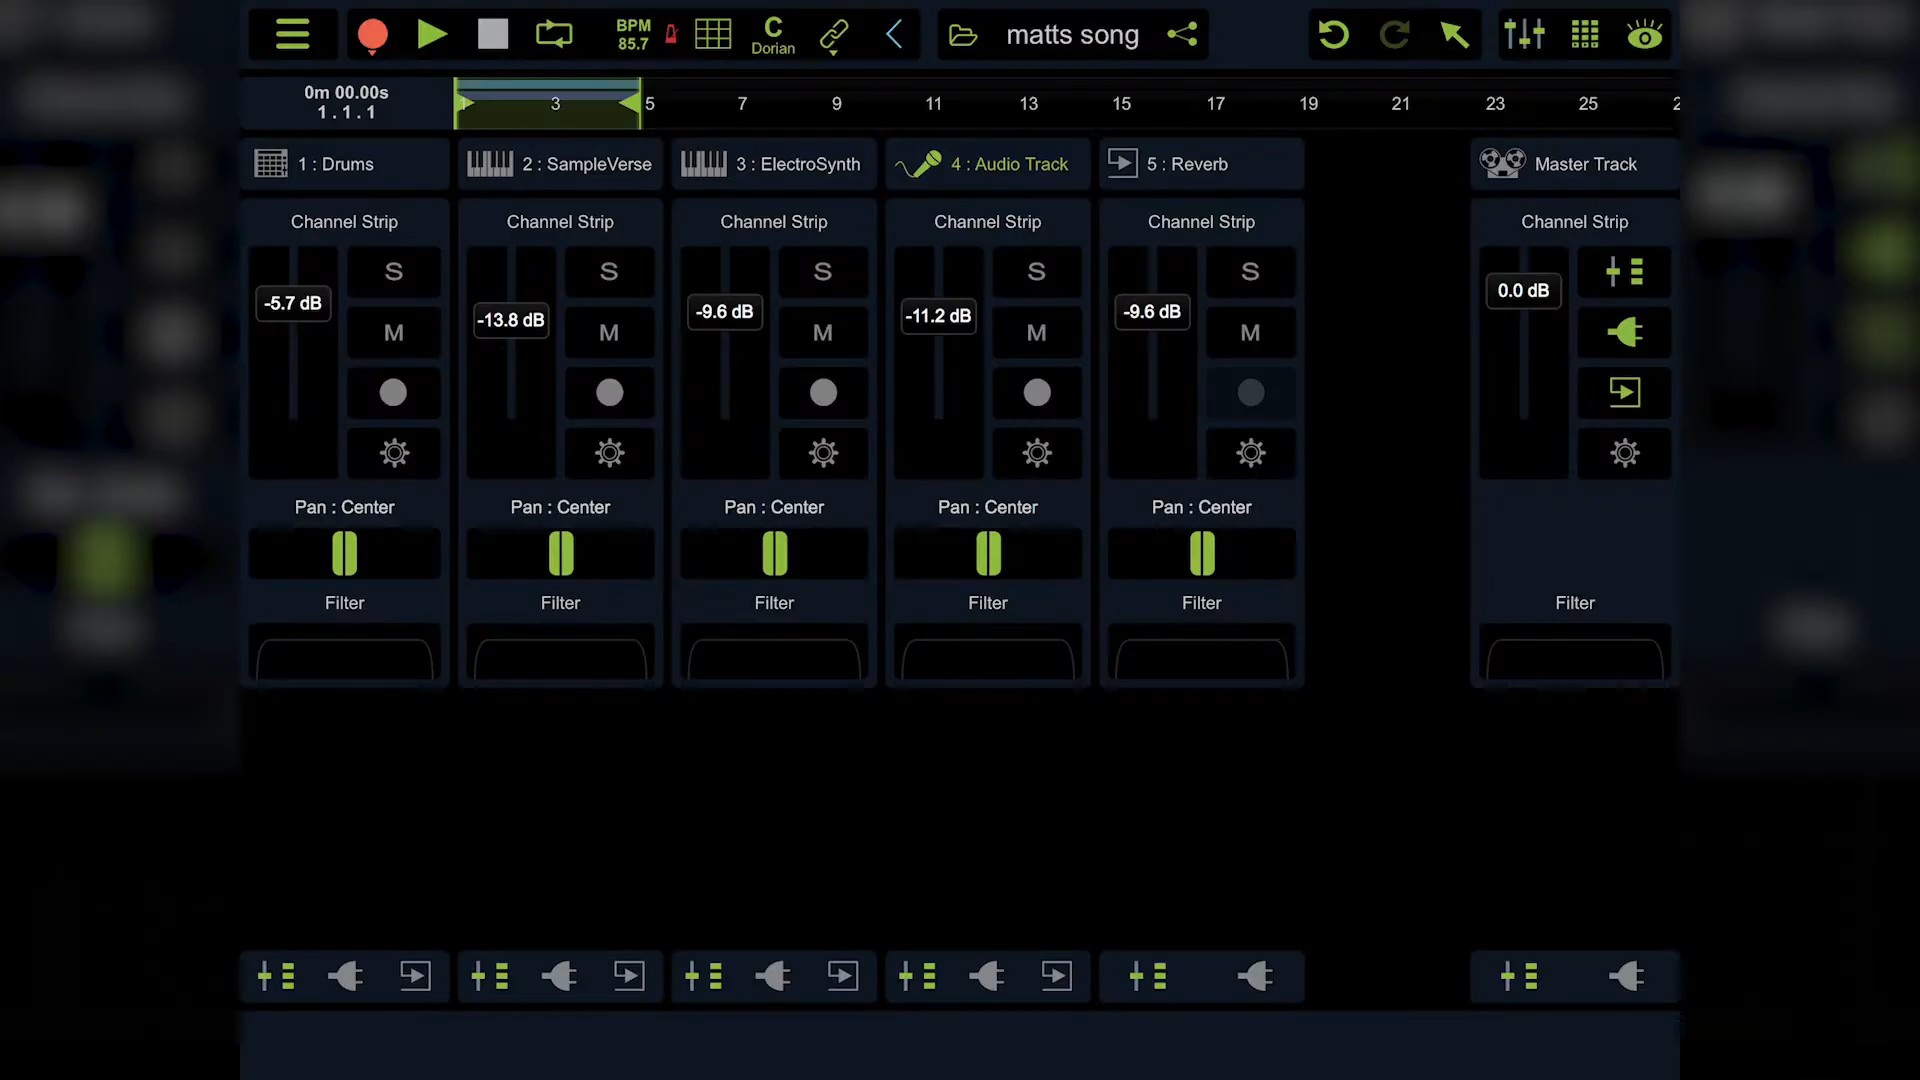 BPM
85.7
C
Dorian
matts song
0m 00.00s
1 . 1 . 1
1 3 5 7 9 11 13 15 17 19 21 23 25 2
1 : Drums
2 : SampleVerse
3 : ElectroSynth
4 : Audio Track
5 : Reverb
Master Track
Channel Strip Channel Strip Channel Strip Channel Strip Channel Strip Channel Strip
S S S S S
-5.7 dB -13.8 dB -9.6 dB -11.2 dB -9.6 dB 0.0 dB
M M M M M
Pan : Center Pan : Center Pan : Center Pan : Center Pan : Center
Filter Filter Filter Filter Filter Filter